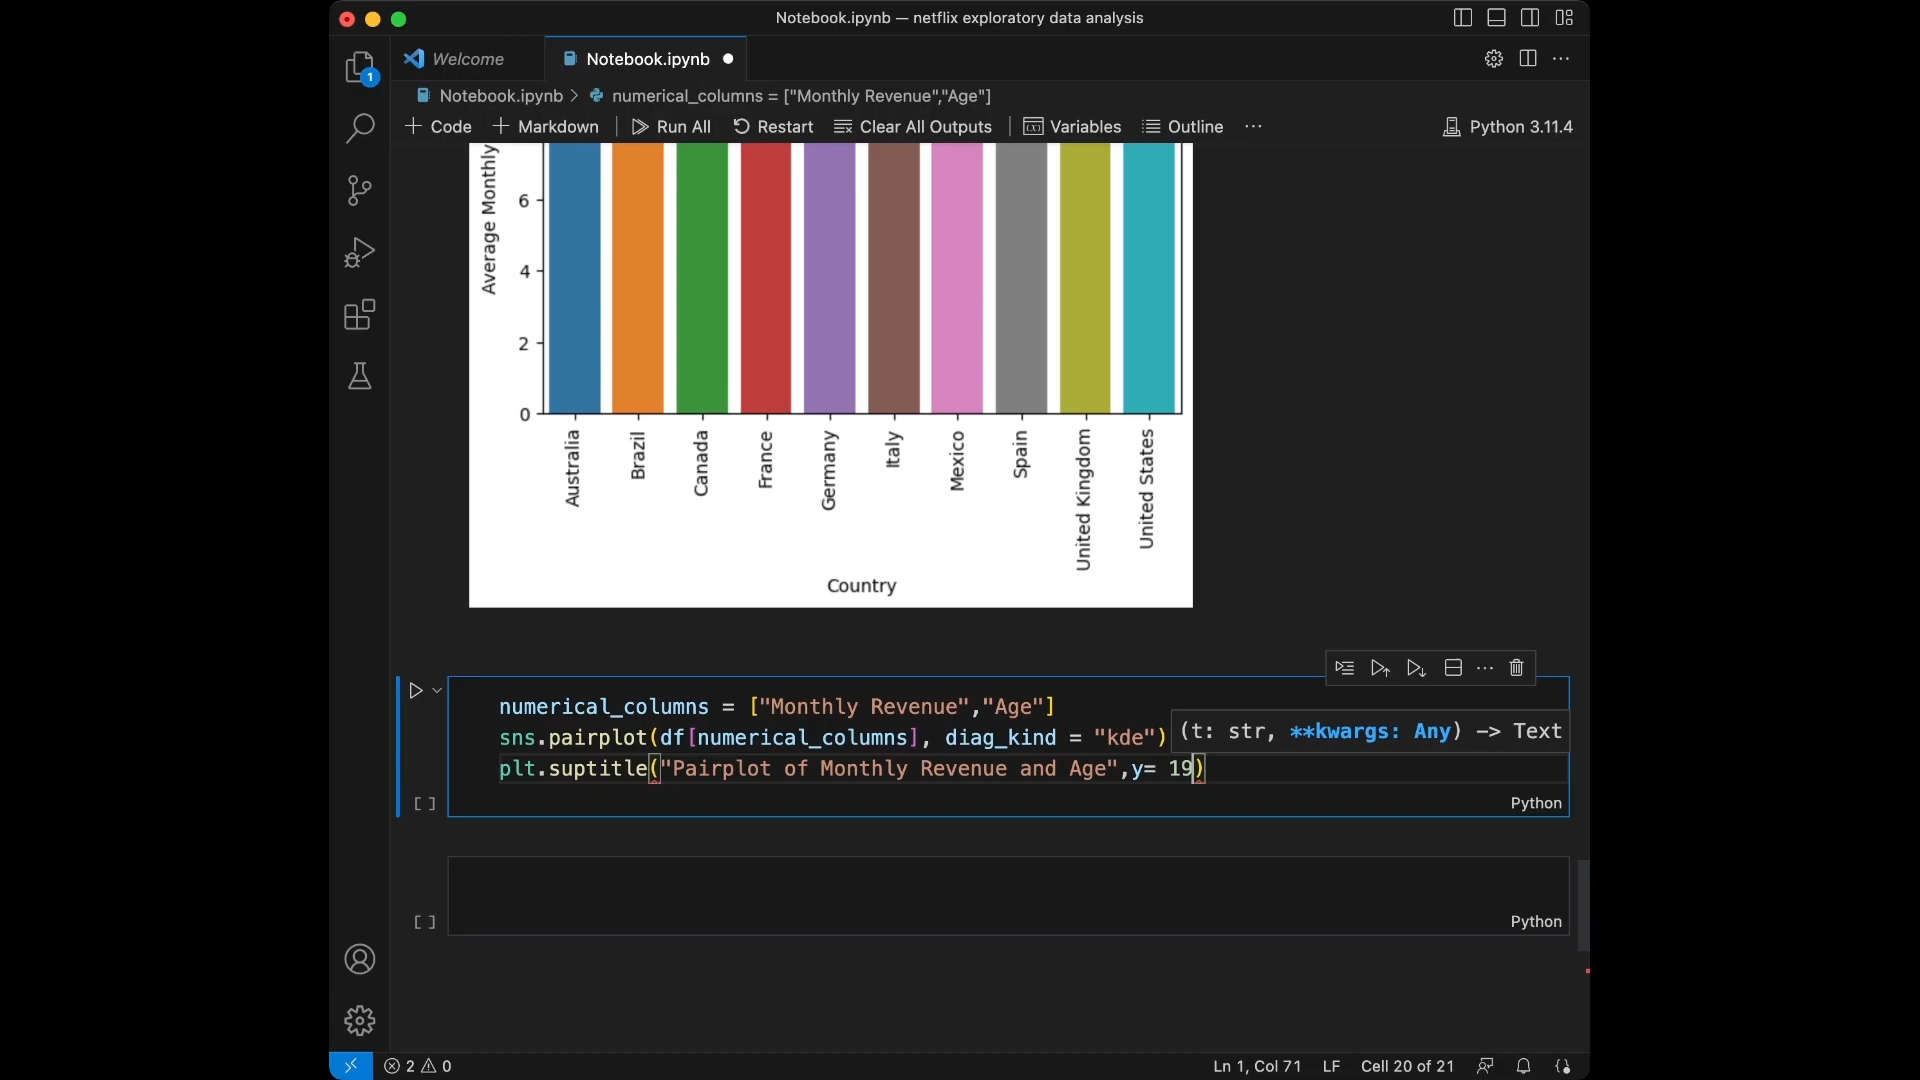 Notebook.ipynb — netflix exploratory data analysis
Welcome
Notebook.ipynb
1
Notebook.ipynb > numerical_columns = ["Monthly Revenue","Age"]
+ Code + Markdown Run All Restart Clear All Outputs Variables Outline ... Python 3.11.4
Average Monthly
6
4
2
0
Australia
Brazil
Canada
France
Germany
Italy
Mexico
Spain
United Kingdom
United States
Country
numerical_columns = ["Monthly Revenue","Age"]
(t: str, **kwargs: Any) -> Text
sns.pairplot(df[numerical_columns], diag_kind = "kde")
plt.suptitle("Pairplot of Monthly Revenue and Age",y= 19)
[ ]
Python
[ ]
Python
2 0
Ln 1, Col 71 LF Cell 20 of 21